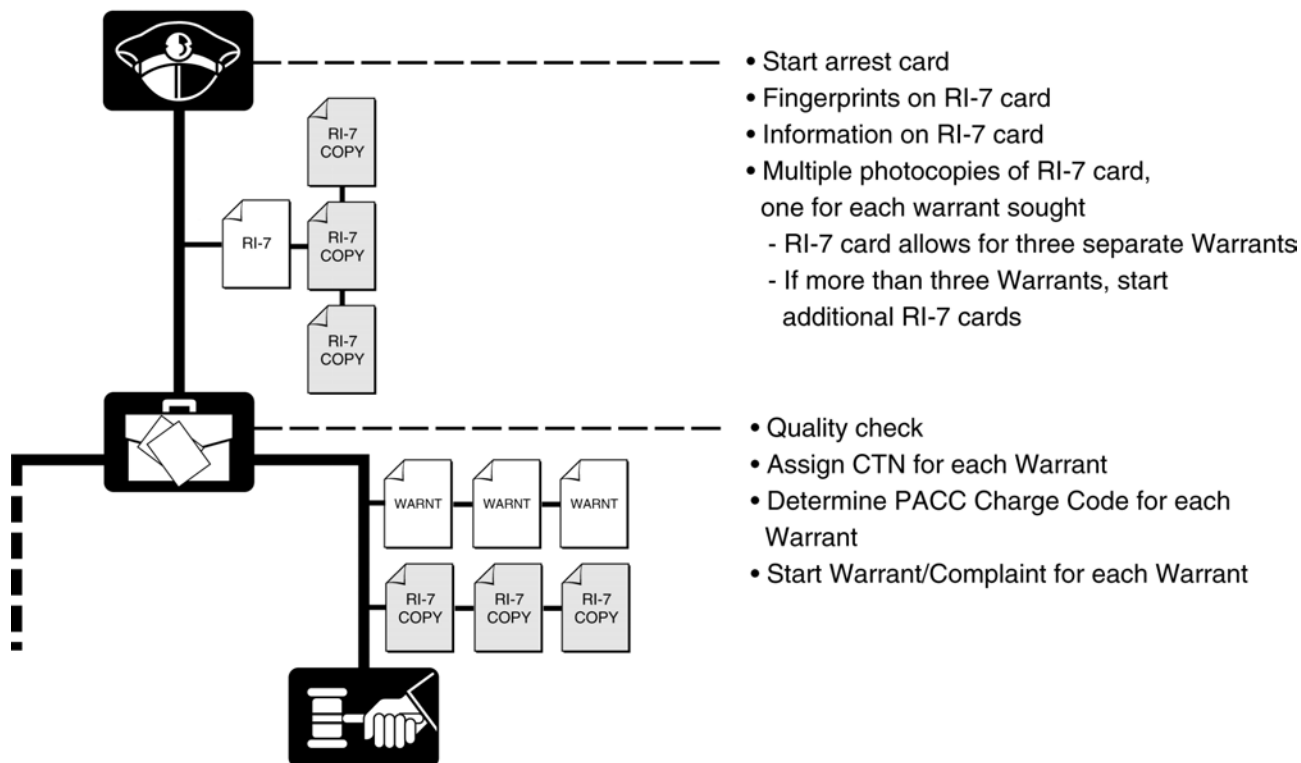 • Start arrest card
• Fingerprints on RI-7 card
• Information on RI-7 card
• Multiple photocopies of RI-7 card,
one for each warrant sought
- RI-7 card allows for three separate Warrants
- If more than three Warrants, start
additional RI-7 cards
RI-7
COPY
RI-7
RI-7
COPY
RI-7
COPY
• Quality check
• Assign CTN for each Warrant
• Determine PACC Charge Code for each
Warrant
• Start Warrant/Complaint for each Warrant
WARNT
WARNT
WARNT
RI-7
COPY
RI-7
COPY
RI-7
COPY